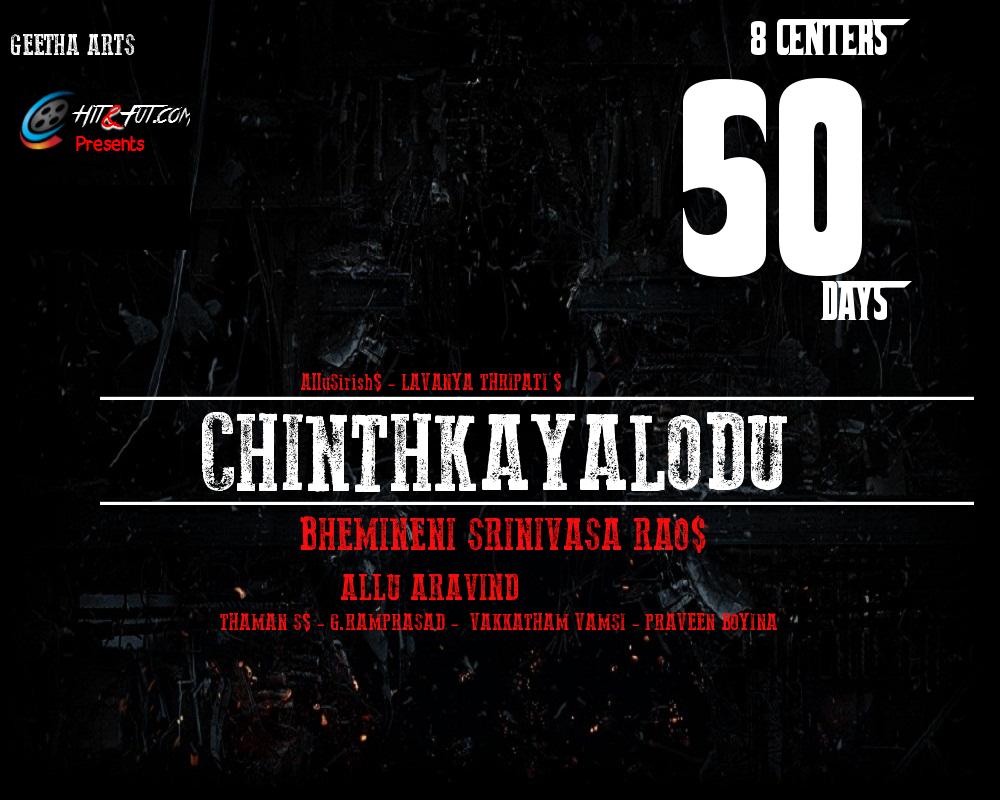 GEETHA ARTS
8 CENTERS
50
DAYS
HIT&FUT.COM
Presents
AlluSirish$ - LAVANYA THRIPATI'$
CHINTHKAYALODU
BHEMINENI SRINIVASA RAO$
ALLU ARAVIND
THAMAN S$ - G.RAMPRASAD - VAKKATHAM VAMSI - PRAVEEN BOYINA